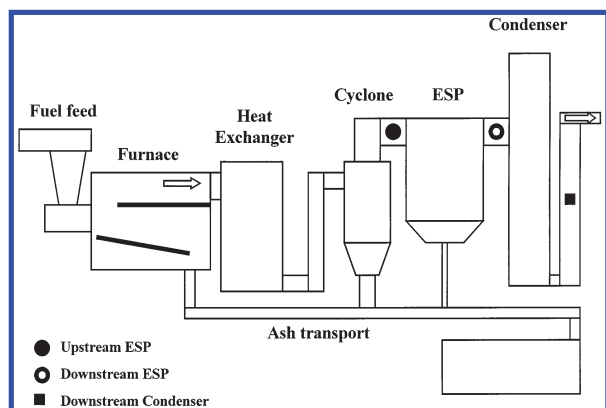 Condenser
Cyclone
ESP
Fuel feed
Heat
Exchanger
Furnace
Ash transport
Upstream ESP
Downstream ESP
Downstream Condenser